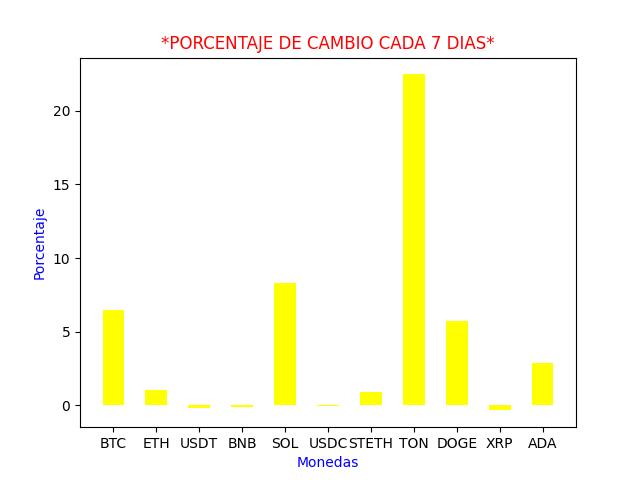 *PORCENTAJE DE CAMBIO CADA 7 DIAS*
20
15
10
5
0
Porcentaje
BTC ETH USDT BNB SOL USDC STETH TON DOGE XRP ADA
Monedas